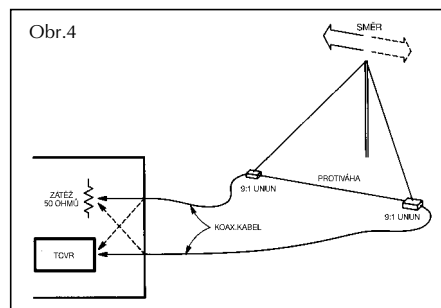 Obr.4
SMĚR
9:1 UNUN
PROTIVÁHA
9:1 UNUN
ZÁTĚŽ
50 OHMŮ
KOAX.KABEL
TCVR